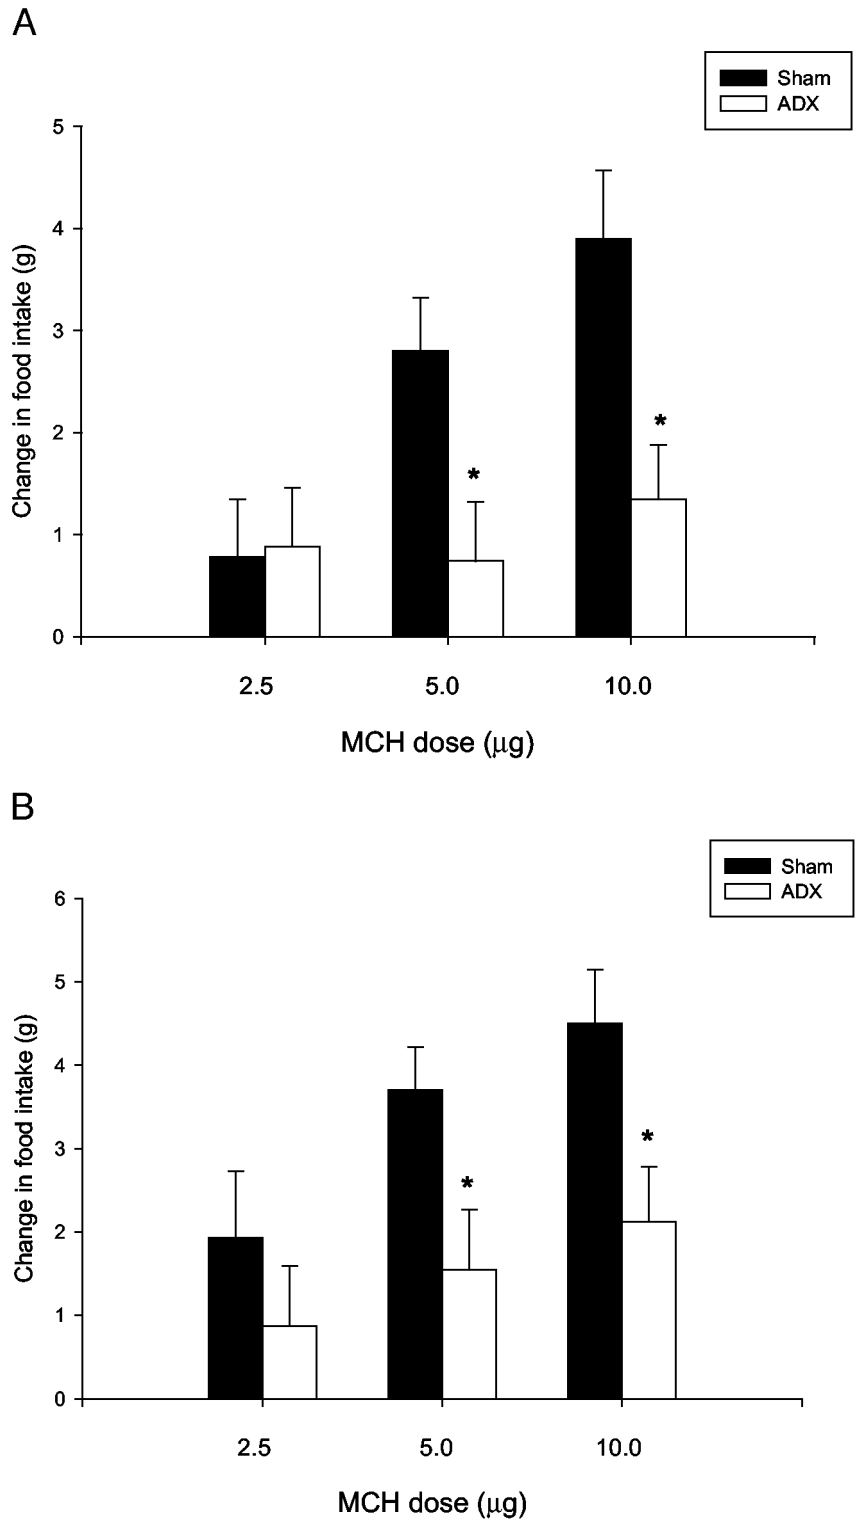 A
Sham
ADX
5
4
3
2
1
0
Change in food intake (g)
*
*
2.5 5.0 10.0
MCH dose (µg)
B
Sham
ADX
6
5
4
3
2
1
0
Change in food intake (g)
*
*
2.5 5.0 10.0
MCH dose (µg)